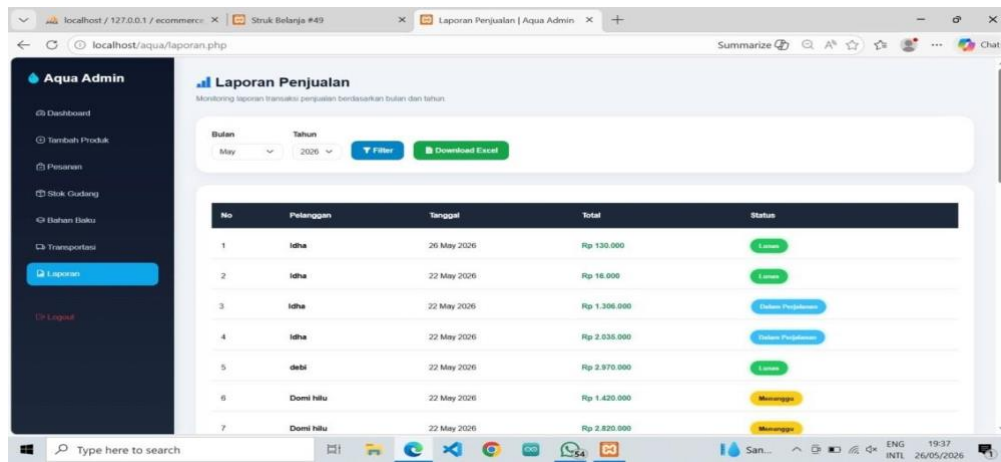 localhost / 127.0.0.1 / ecommerc
Struk Belanja #49
Laporan Penjualan | Aqua Admin
localhost/aqua/laporan.php
Summarize
Chat
Aqua Admin
Dashboard
Tambah Produk
Pesanan
Stok Gudang
Bahan Baku
Transportasi
Laporan
Logout
Laporan Penjualan
Monitoring laporan transaksi penjualan berdasarkan bulan dan tahun
Bulan Tahun
May 2026 Filter Download Excel
No Pelanggan Tanggal Total Status
1 Idha 26 May 2026 Rp 130.000 Lunas
2 Idha 22 May 2026 Rp 16.000 Lunas
3 Idha 22 May 2026 Rp 1.306.000 Dalam Perjalanan
4 Idha 22 May 2026 Rp 2.035.000 Dalam Perjalanan
5 debi 22 May 2026 Rp 2.970.000 Lunas
6 Domi hilu 22 May 2026 Rp 1.420.000 Menunggu
7 Domi hilu 22 May 2026 Rp 2.820.000 Menunggu
Type here to search
54
San...
ENG
INTL
19:37
26/05/2026